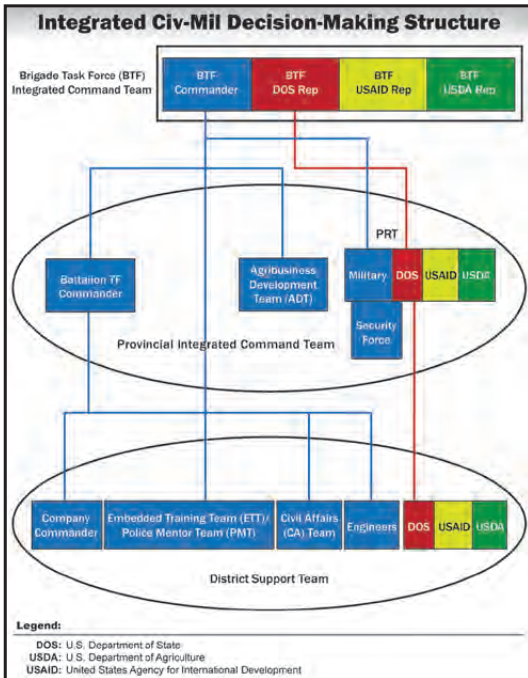 Integrated Civ-Mil Decision-Making Structure
Brigade Task Force (BTF)
Integrated Command Team
BTF
Commander
BTF
DOS Rep
BTF
USAID Rep
BTF
USDA Rep
PRT
Battalion TF
Commander
Agribusiness
Development
Team (ADT)
Military
DOS
USAID
USDA
Security
Force
Provincial Integrated Command Team
Company
Commander
Embedded Training Team (ETT)/
Police Mentor Team (PMT)
Civil Affairs
(CA) Team
Engineers
DOS
USAID
USDA
District Support Team
Legend:
DOS: U.S. Department of State
USDA: U.S. Department of Agriculture
USAID: United States Agency for International Development